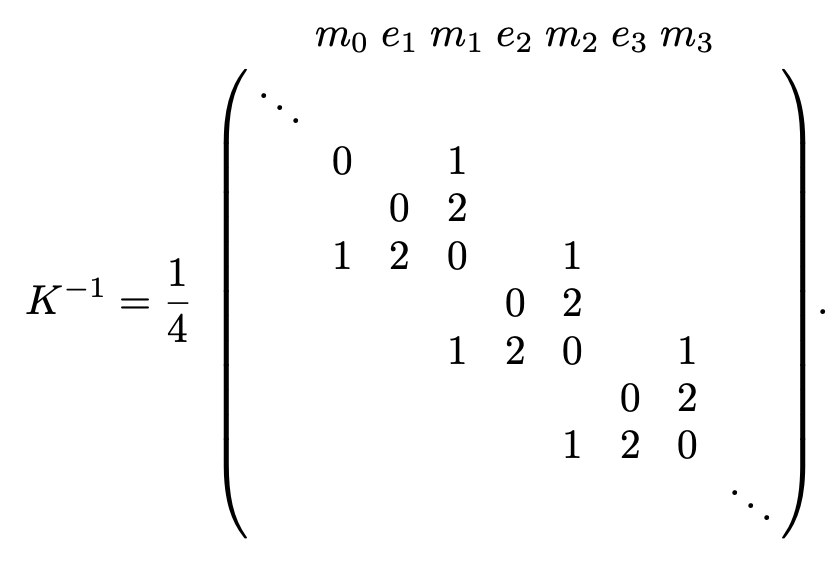 m₀ e₁ m₁ e₂ m₂ e₃ m₃
⋱
0 1
0 2
1 2 0 1
K⁻¹ = 1/4 0 2 .
1 2 0 1
0 2
1 2 0
⋱